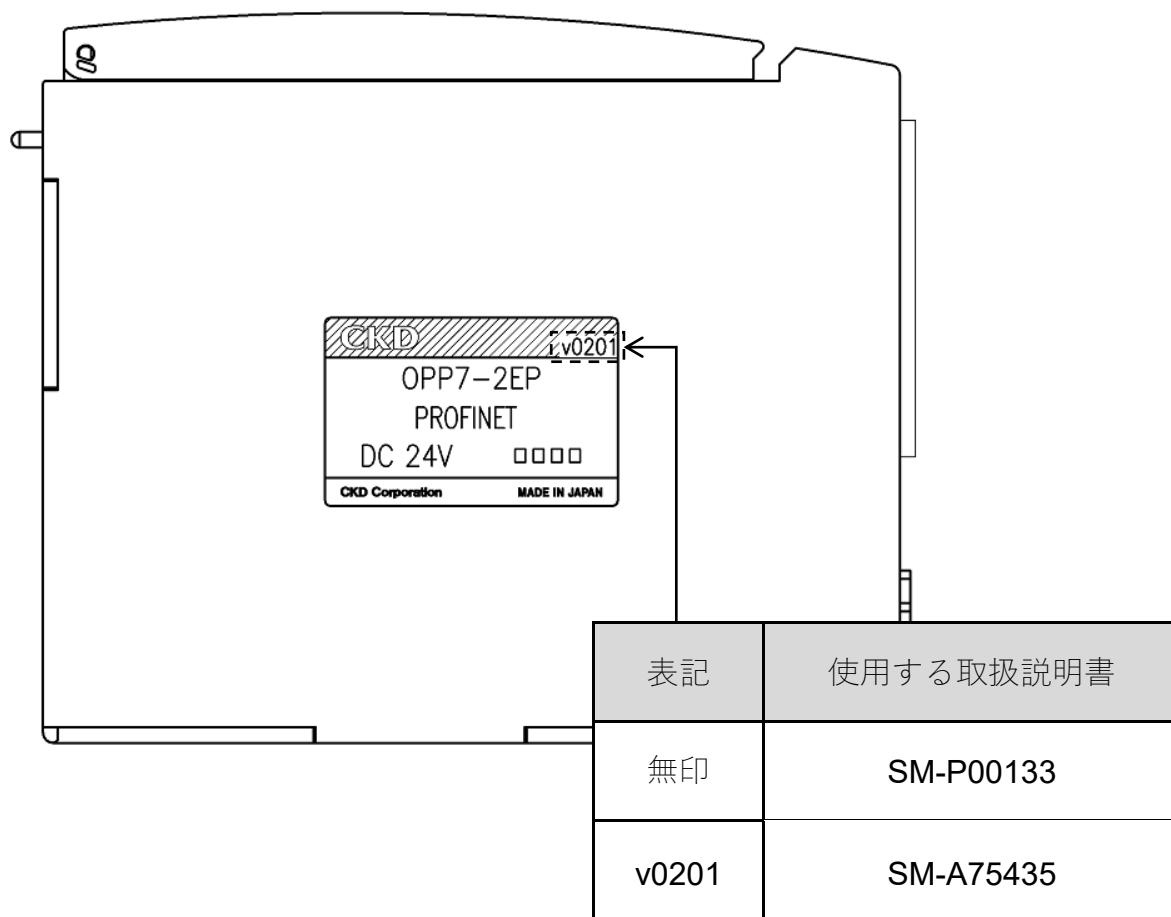 CKD
v0201
OPP7-2EP
PROFINET
DC 24V □□□□
CKD Corporation MADE IN JAPAN
表記 使用する取扱説明書
無印 SM-P00133
v0201 SM-A75435